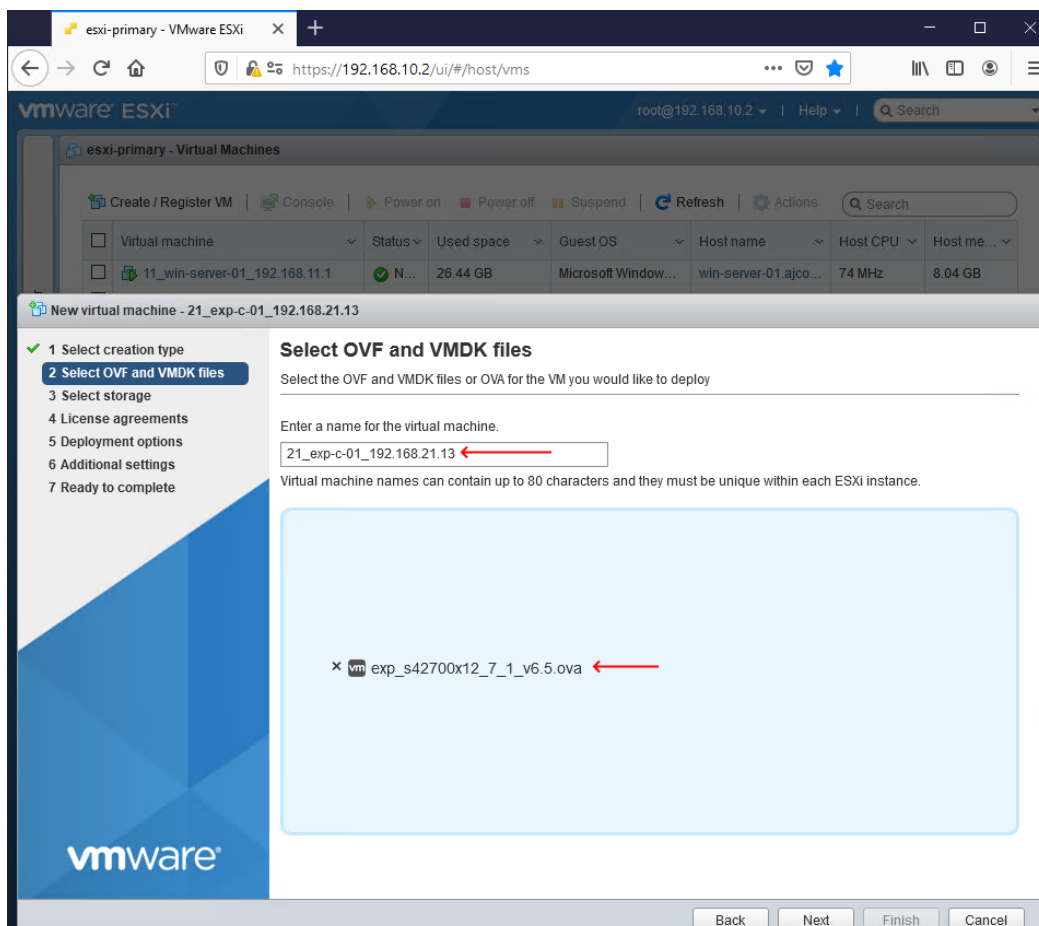 esxi-primary - VMware ESXi
https://192.168.10.2/ui/#/host/vms
vmware ESXi™
root@192.168.10.2 | Help | Search
esxi-primary - Virtual Machines
Create / Register VM | Console | Power on Power off Suspend | Refresh | Actions Search
Virtual machine Status Used space Guest OS Host name Host CPU Host me...
11_win-server-01_192.168.11.1 N... 26.44 GB Microsoft Window... win-server-01.ajco... 74 MHz 8.04 GB
New virtual machine - 21_exp-c-01_192.168.21.13
1 Select creation type
2 Select OVF and VMDK files
3 Select storage
4 License agreements
5 Deployment options
6 Additional settings
7 Ready to complete
Select OVF and VMDK files
Select the OVF and VMDK files or OVA for the VM you would like to deploy
Enter a name for the virtual machine.
21_exp-c-01_192.168.21.13
Virtual machine names can contain up to 80 characters and they must be unique within each ESXi instance.
vm exp_s42700x12_7_1_v6.5.ova
vmware®
Back Next Finish Cancel